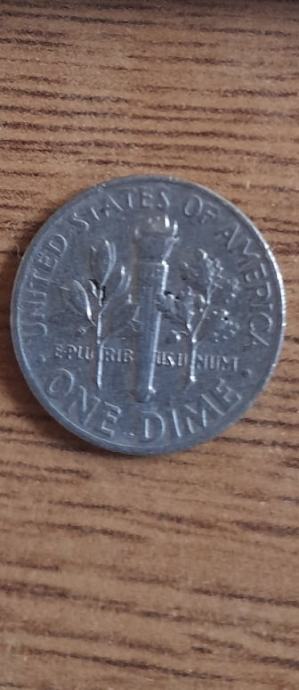 UNITED STATES OF AMERICA
E PLURIBUS UNUM
ONE DIME